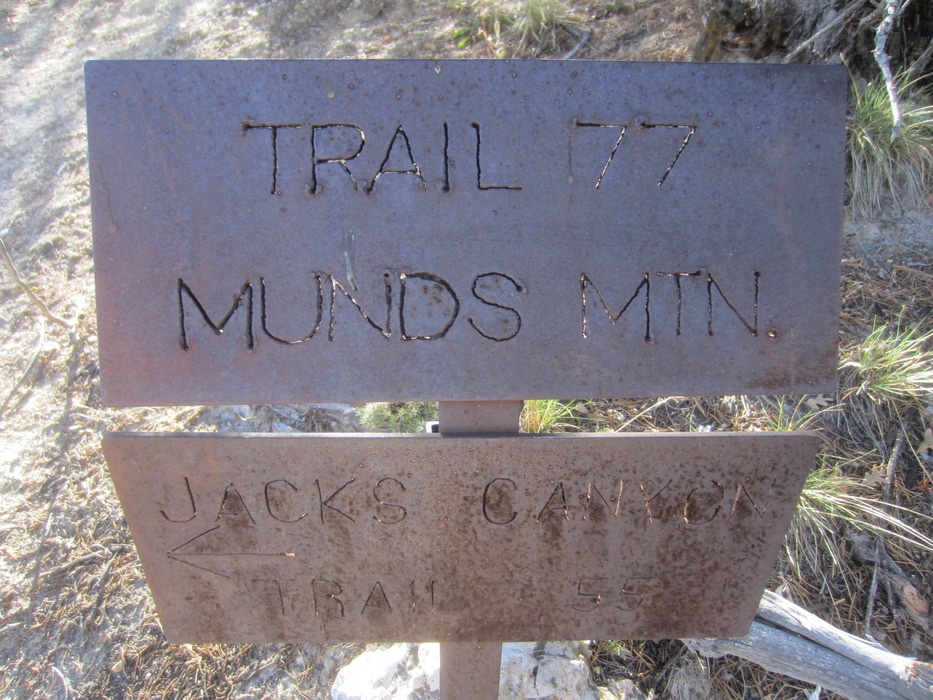 TRAIL 77
MUNDS MTN.
JACKS CANYON
TRAIL 55